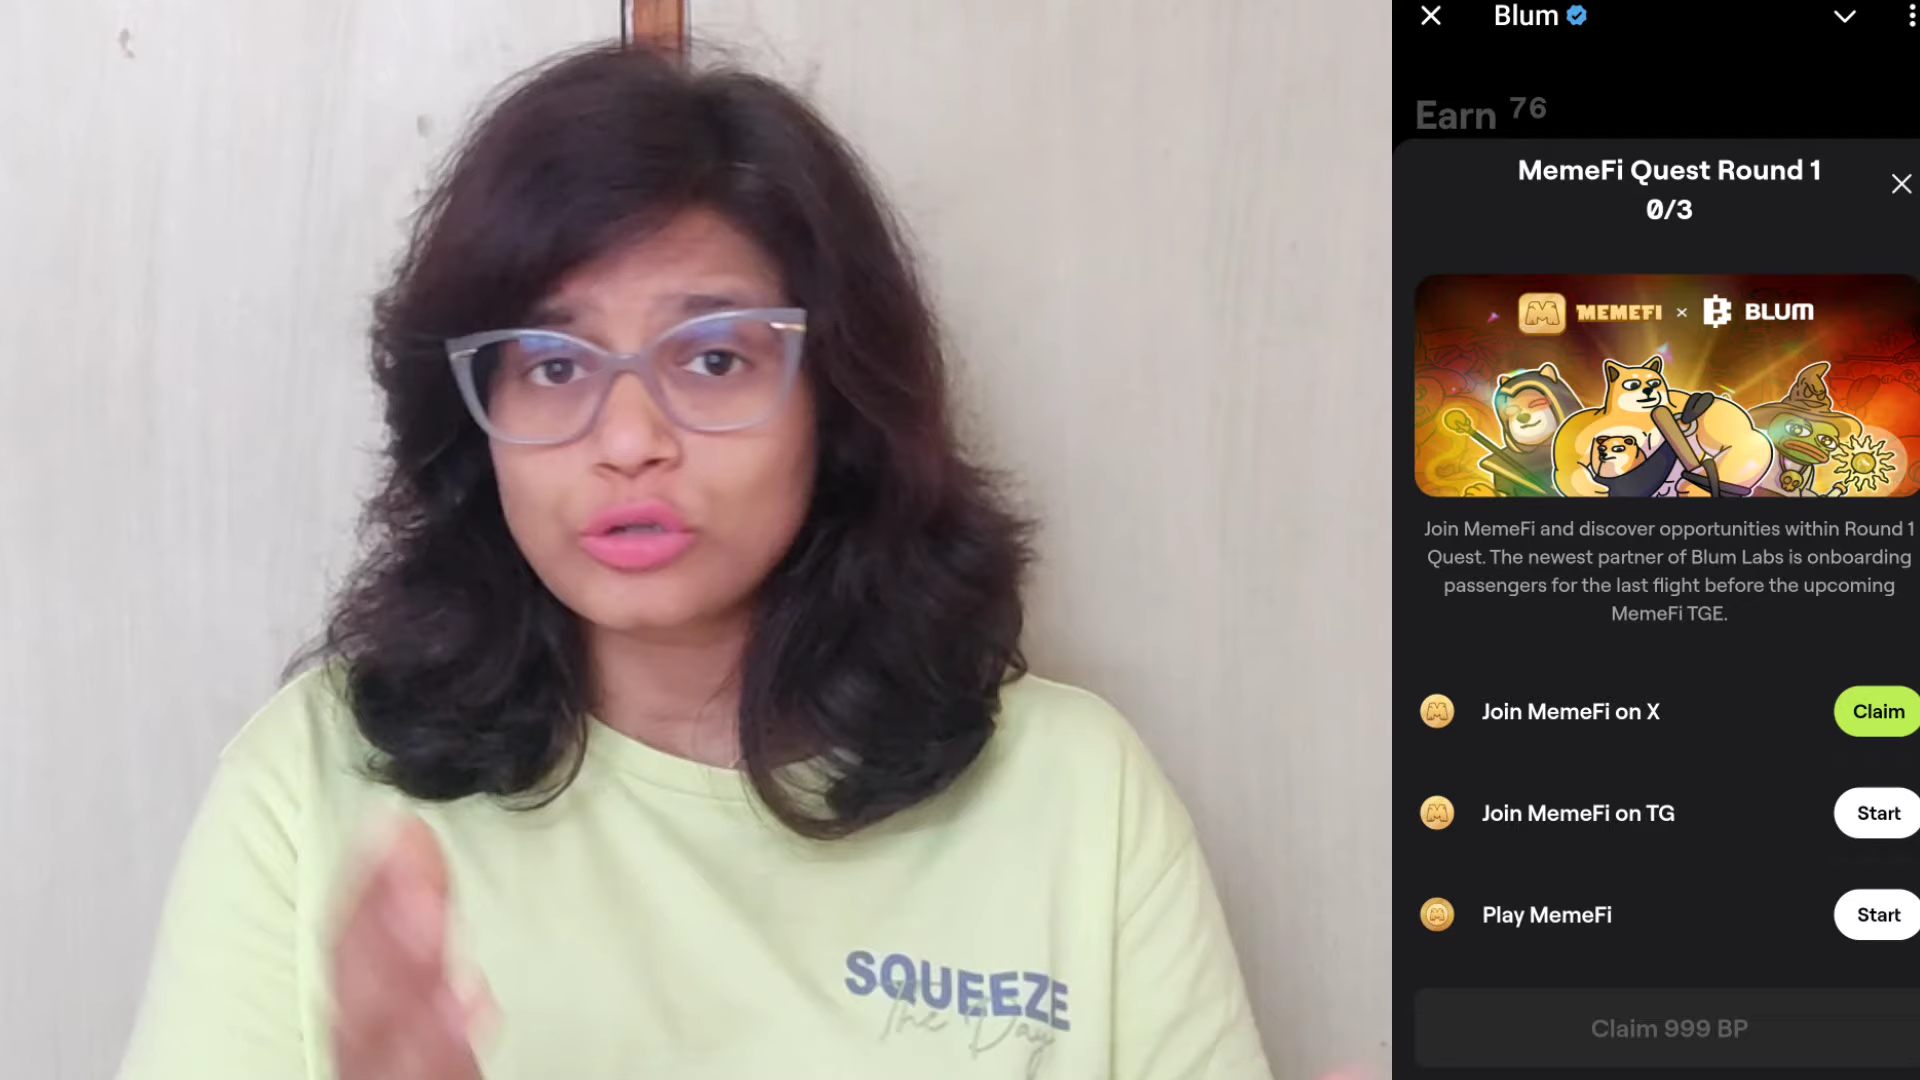 Blum
Earn 76
MemeFi Quest Round 1
0/3
MEMEFI × BLUM
Join MemeFi and discover opportunities within Round 1
Quest. The newest partner of Blum Labs is onboarding
passengers for the last flight before the upcoming
MemeFi TGE.
Join MemeFi on X
Claim
Join MemeFi on TG
Start
Play MemeFi
Start
Claim 999 BP
SQUEEZE
The Day